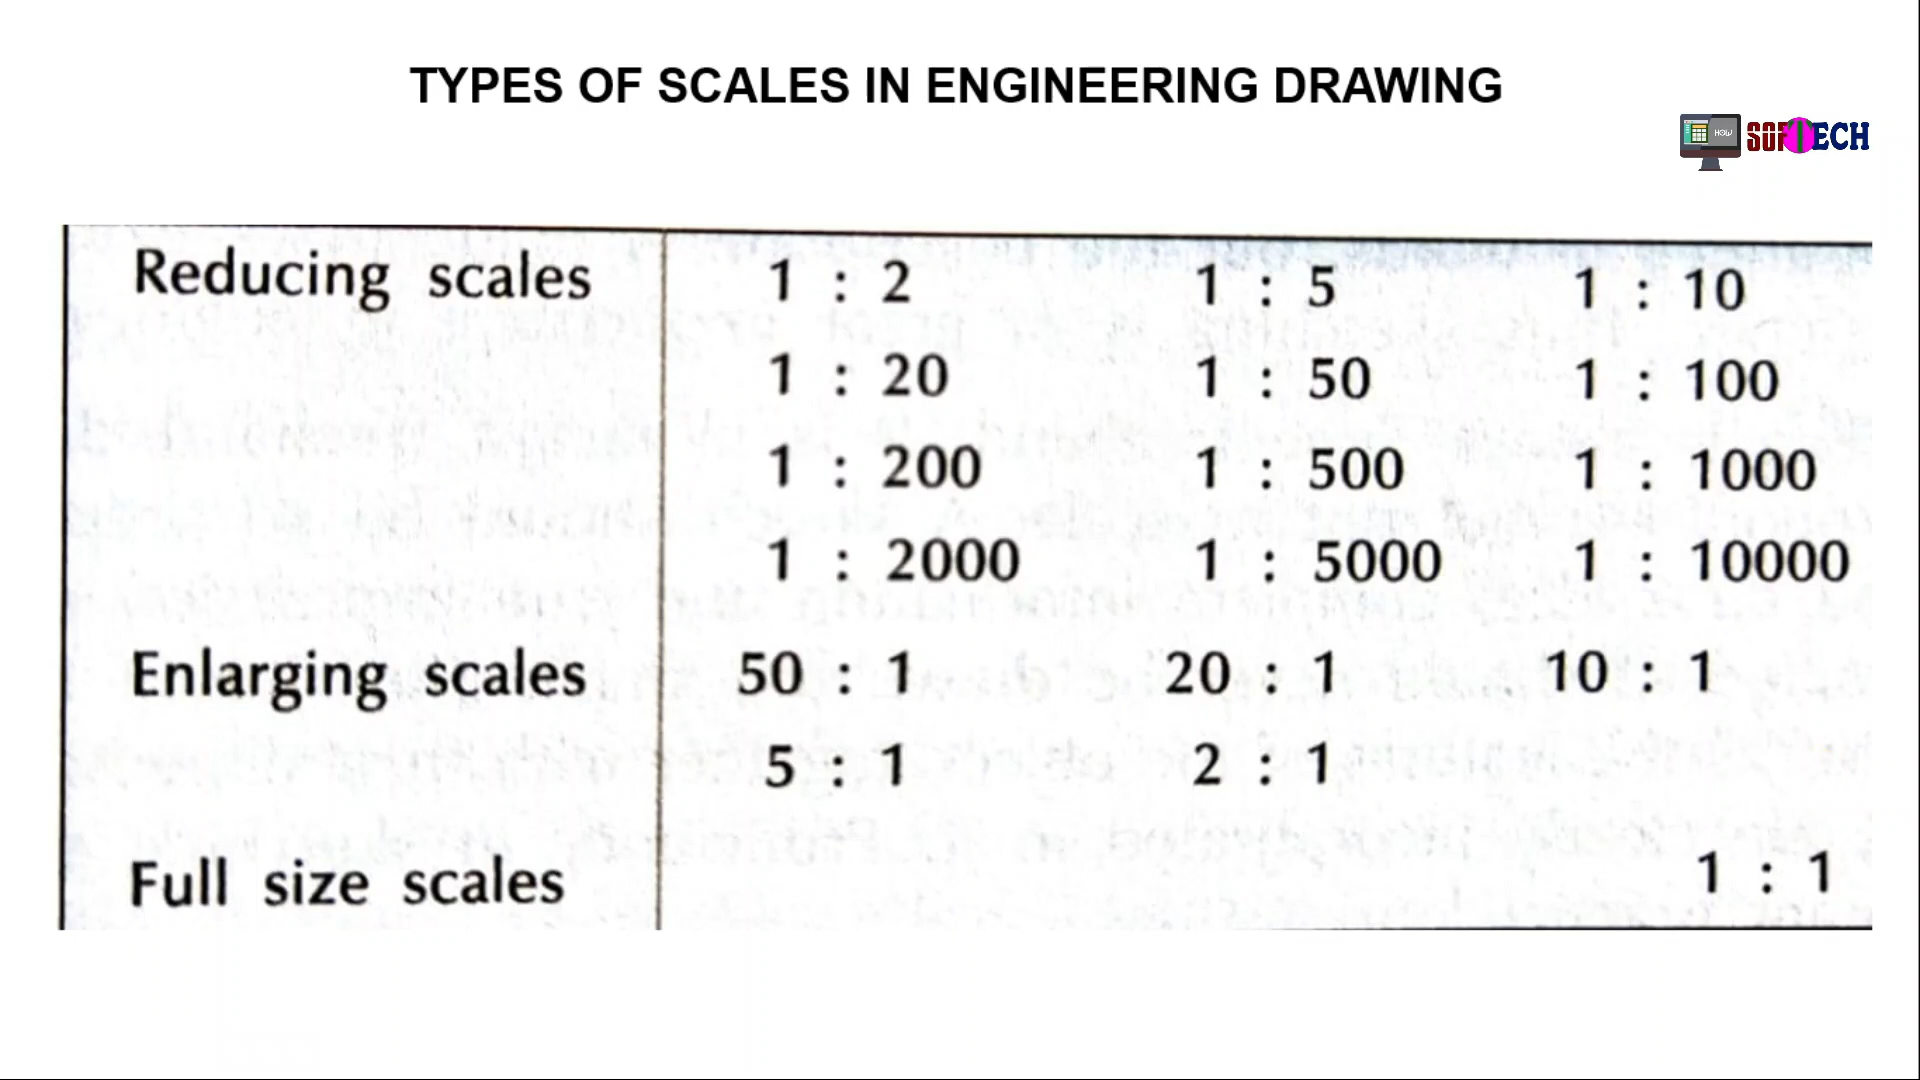 TYPES OF SCALES IN ENGINEERING DRAWING
HOW
SOFTECH
Reducing scales 1 : 2 1 : 5 1 : 10
1 : 20 1 : 50 1 : 100
1 : 200 1 : 500 1 : 1000
1 : 2000 1 : 5000 1 : 10000
Enlarging scales 50 : 1 20 : 1 10 : 1
5 : 1 2 : 1
Full size scales 1 : 1